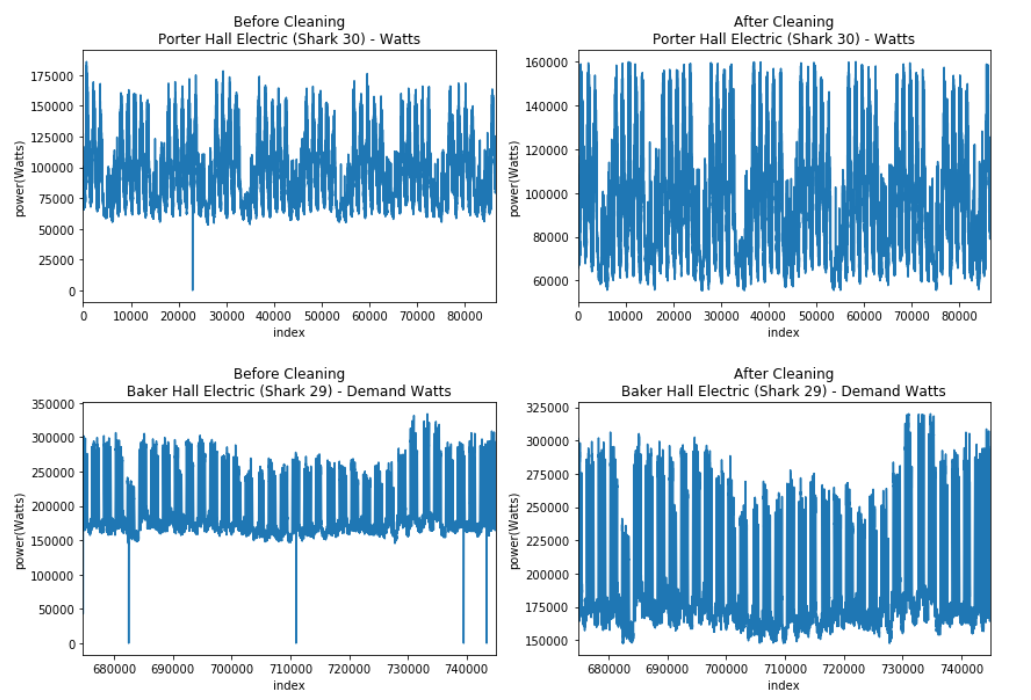 Before Cleaning
Porter Hall Electric (Shark 30) - Watts
175000
150000
125000
100000
75000
50000
25000
0
power(Watts)
0 10000 20000 30000 40000 50000 60000 70000 80000
index
After Cleaning
Porter Hall Electric (Shark 30) - Watts
160000
140000
120000
100000
80000
60000
power(Watts)
0 10000 20000 30000 40000 50000 60000 70000 80000
index
Before Cleaning
Baker Hall Electric (Shark 29) - Demand Watts
350000
300000
250000
200000
150000
100000
50000
0
power(Watts)
680000 690000 700000 710000 720000 730000 740000
index
After Cleaning
Baker Hall Electric (Shark 29) - Demand Watts
325000
300000
275000
250000
225000
200000
175000
150000
power(Watts)
680000 690000 700000 710000 720000 730000 740000
index